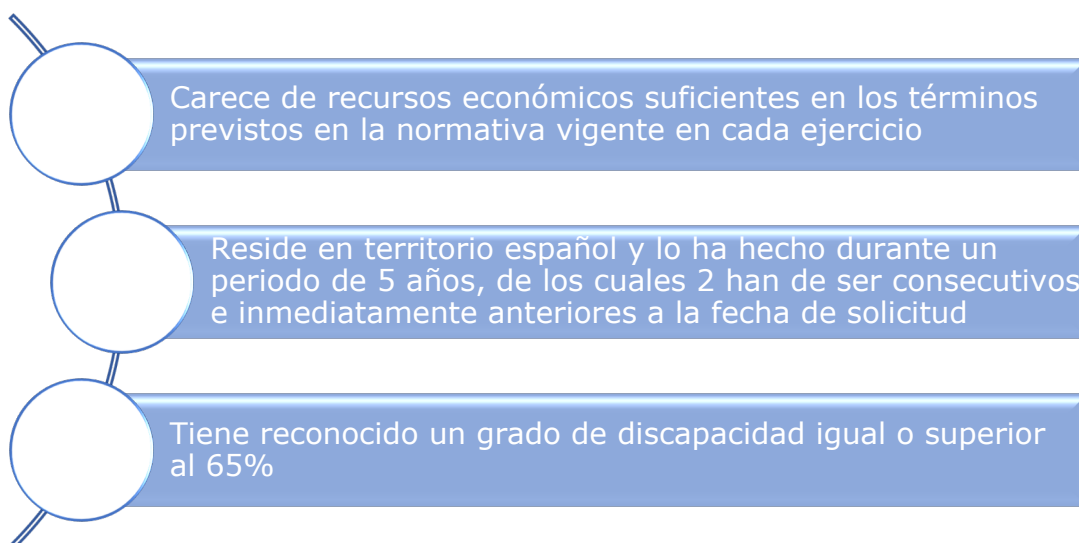 Carece de recursos económicos suficientes en los términos
previstos en la normativa vigente en cada ejercicio
Reside en territorio español y lo ha hecho durante un
periodo de 5 años, de los cuales 2 han de ser consecutivos
e inmediatamente anteriores a la fecha de solicitud
Tiene reconocido un grado de discapacidad igual o superior
al 65%